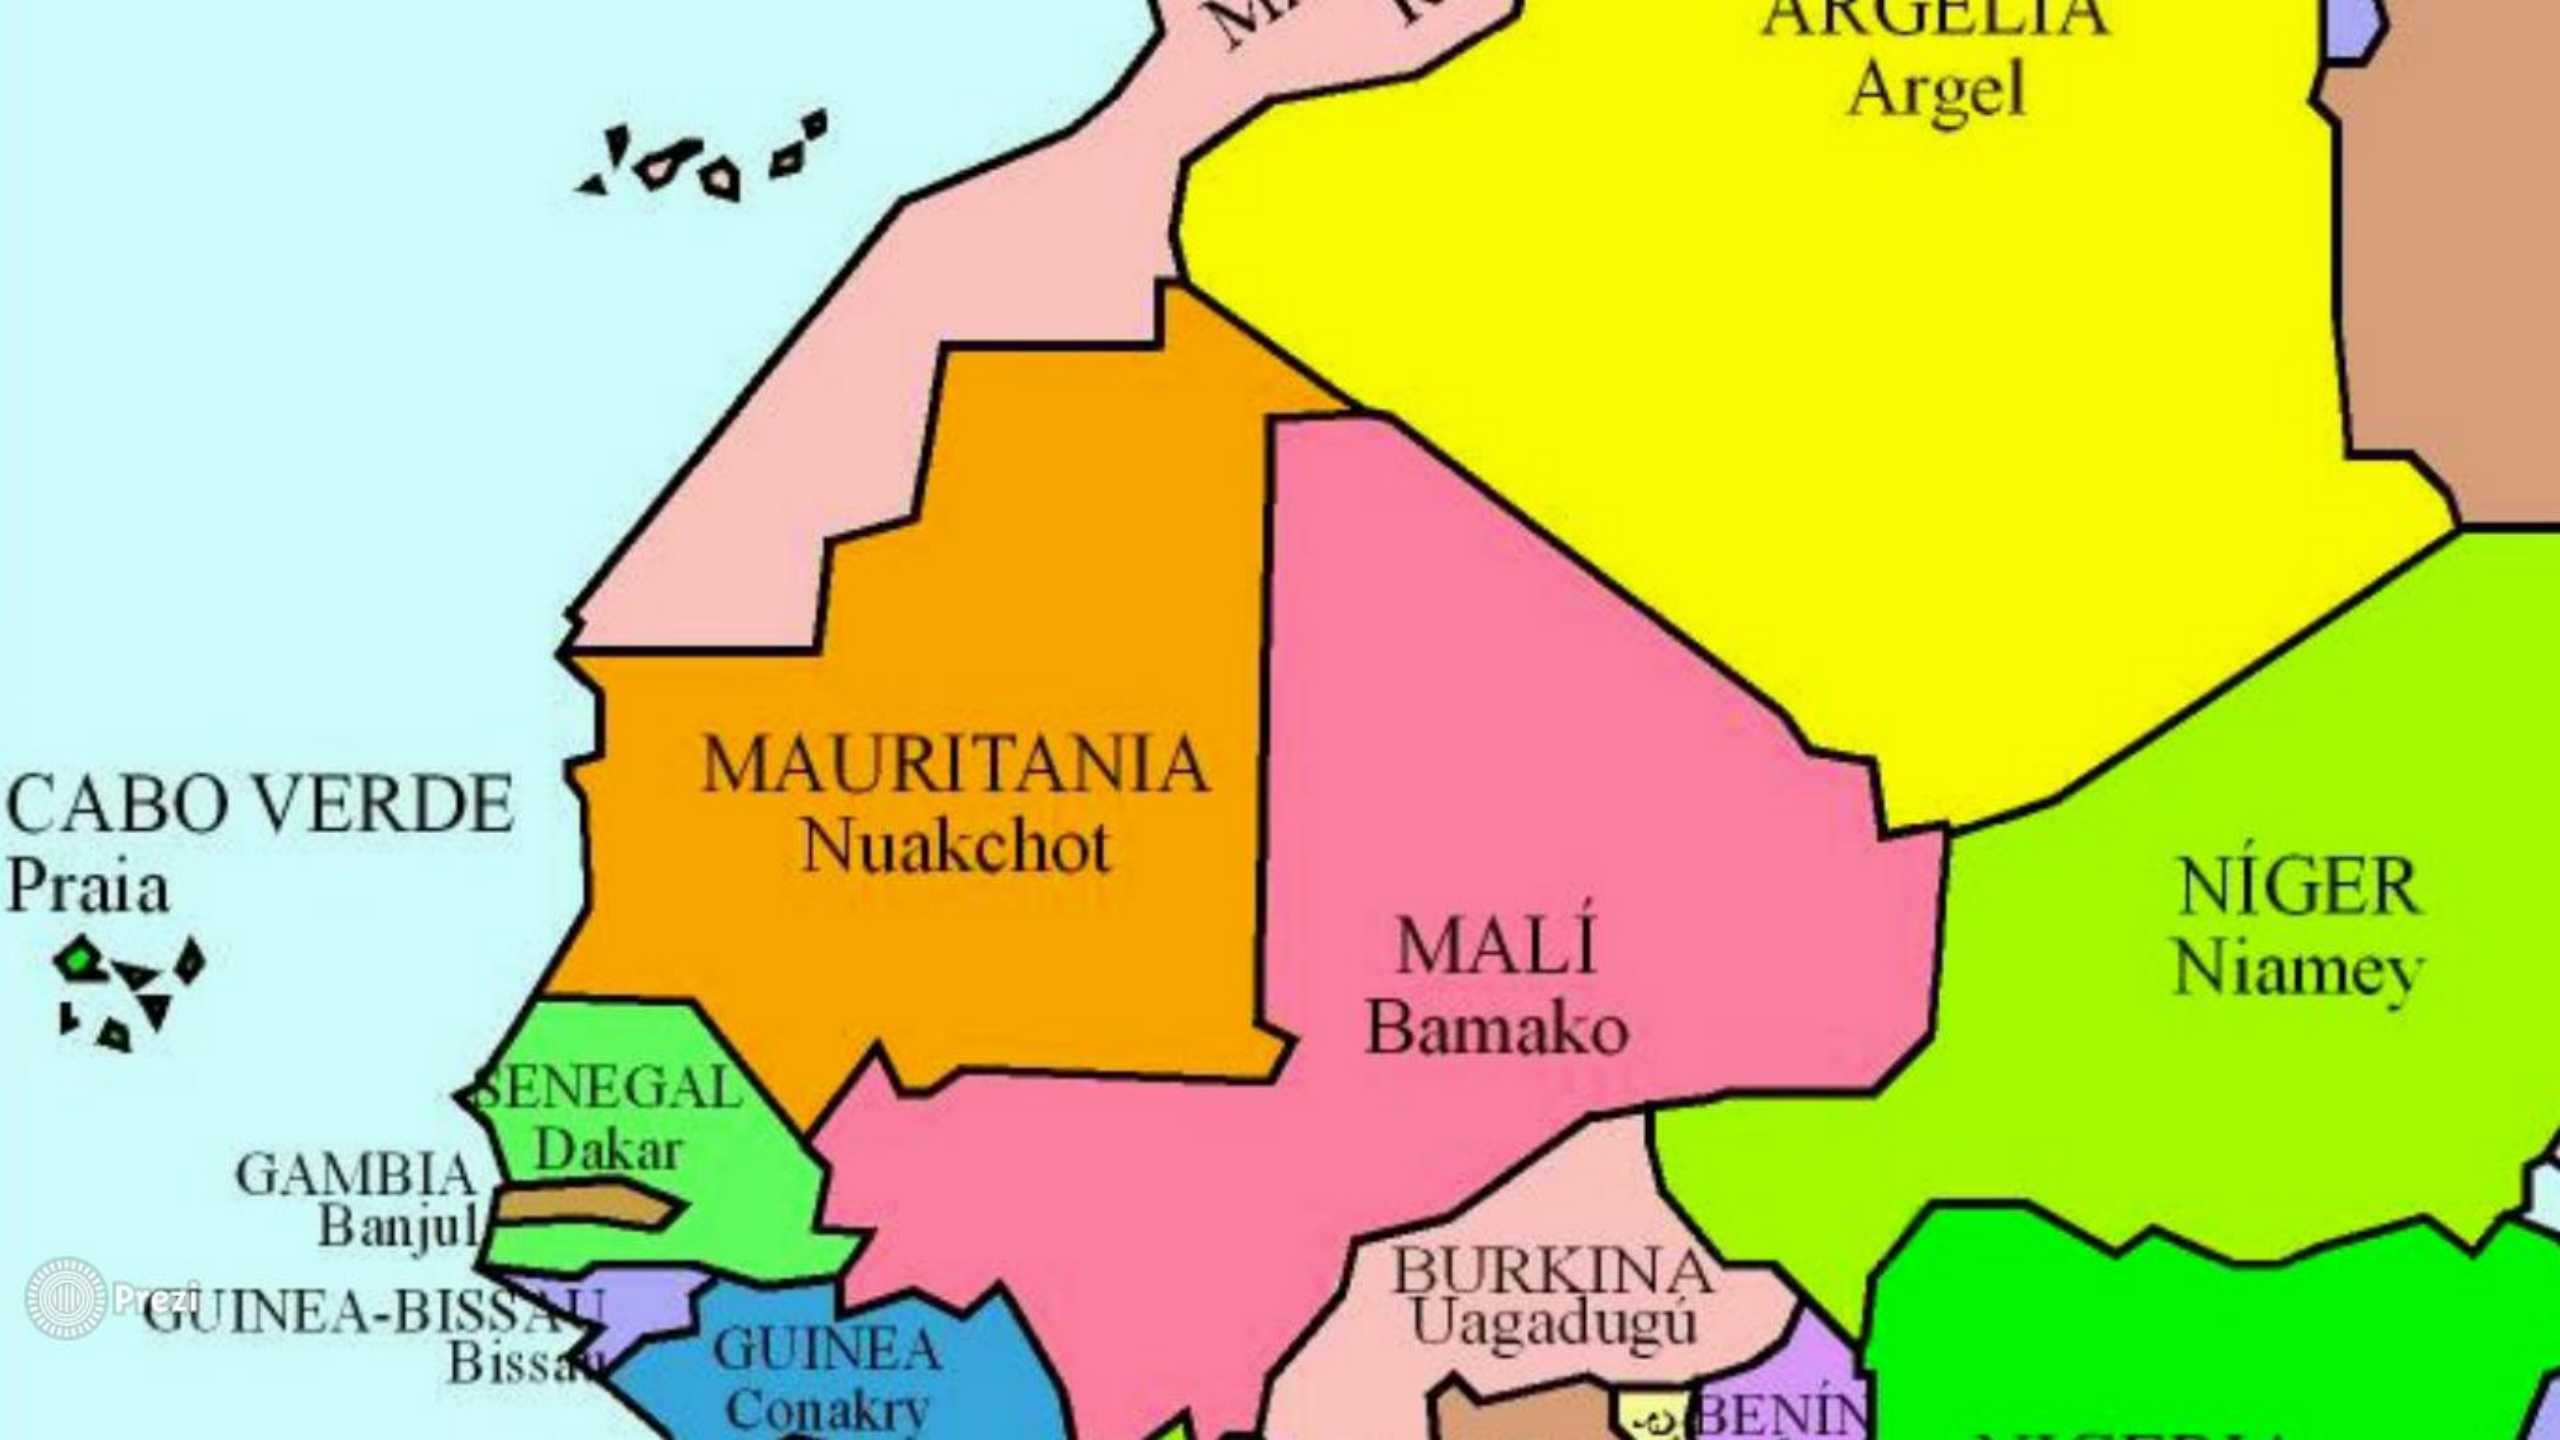 ARGELIA
Argel
MAURITANIA
Nuakchot
CABO VERDE
Praia
MALÍ
Bamako
NÍGER
Niamey
SENEGAL
Dakar
GAMBIA
Banjul
GUINEA-BISSAU
Bissau
Prezi
GUINEA
Conakry
BURKINA
Uagadugú
BENÍN
NIGERIA